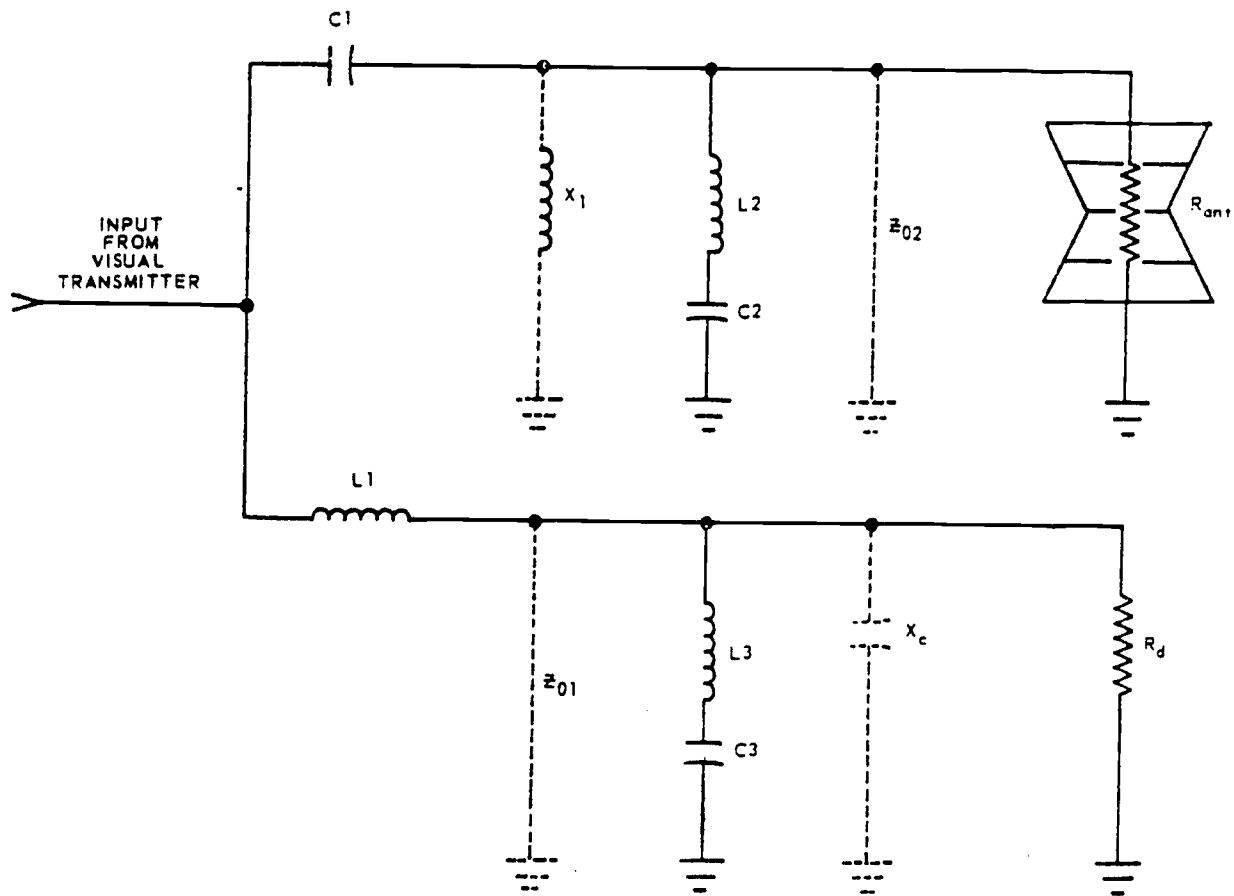 C1
X1
L2
Z02
Rant
INPUT
FROM
VISUAL
TRANSMITTER
C2
L1
Z01
L3
Xc
Rd
C3